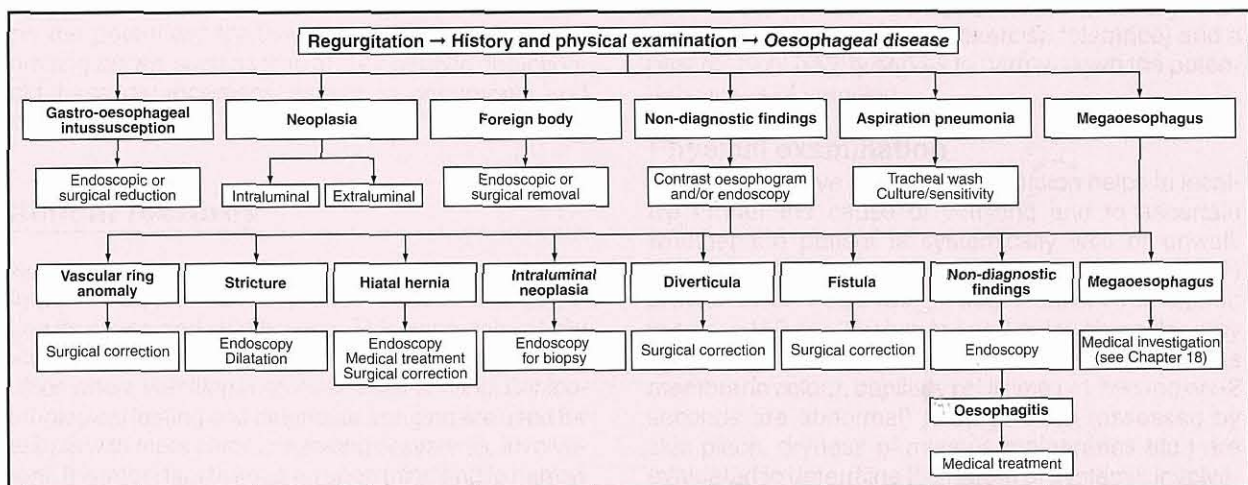 Regurgitation → History and physical examination → Oesophageal disease
Gastro-oesophageal
intussusception
Neoplasia
Foreign body
Non-diagnostic findings
Aspiration pneumonia
Megaoesophagus
Endoscopic or
surgical reduction
Intraluminal
Extraluminal
Endoscopic or
surgical removal
Contrast oesophogram
and/or endoscopy
Tracheal wash
Culture/sensitivity
Vascular ring
anomaly
Stricture
Hiatal hernia
Intraluminal
neoplasia
Diverticula
Fistula
Non-diagnostic
findings
Megaoesophagus
Surgical correction
Endoscopy
Dilatation
Endoscopy
Medical treatment
Surgical correction
Endoscopy
for biopsy
Surgical correction
Surgical correction
Endoscopy
Medical investigation
(see Chapter 18)
Oesophagitis
Medical treatment